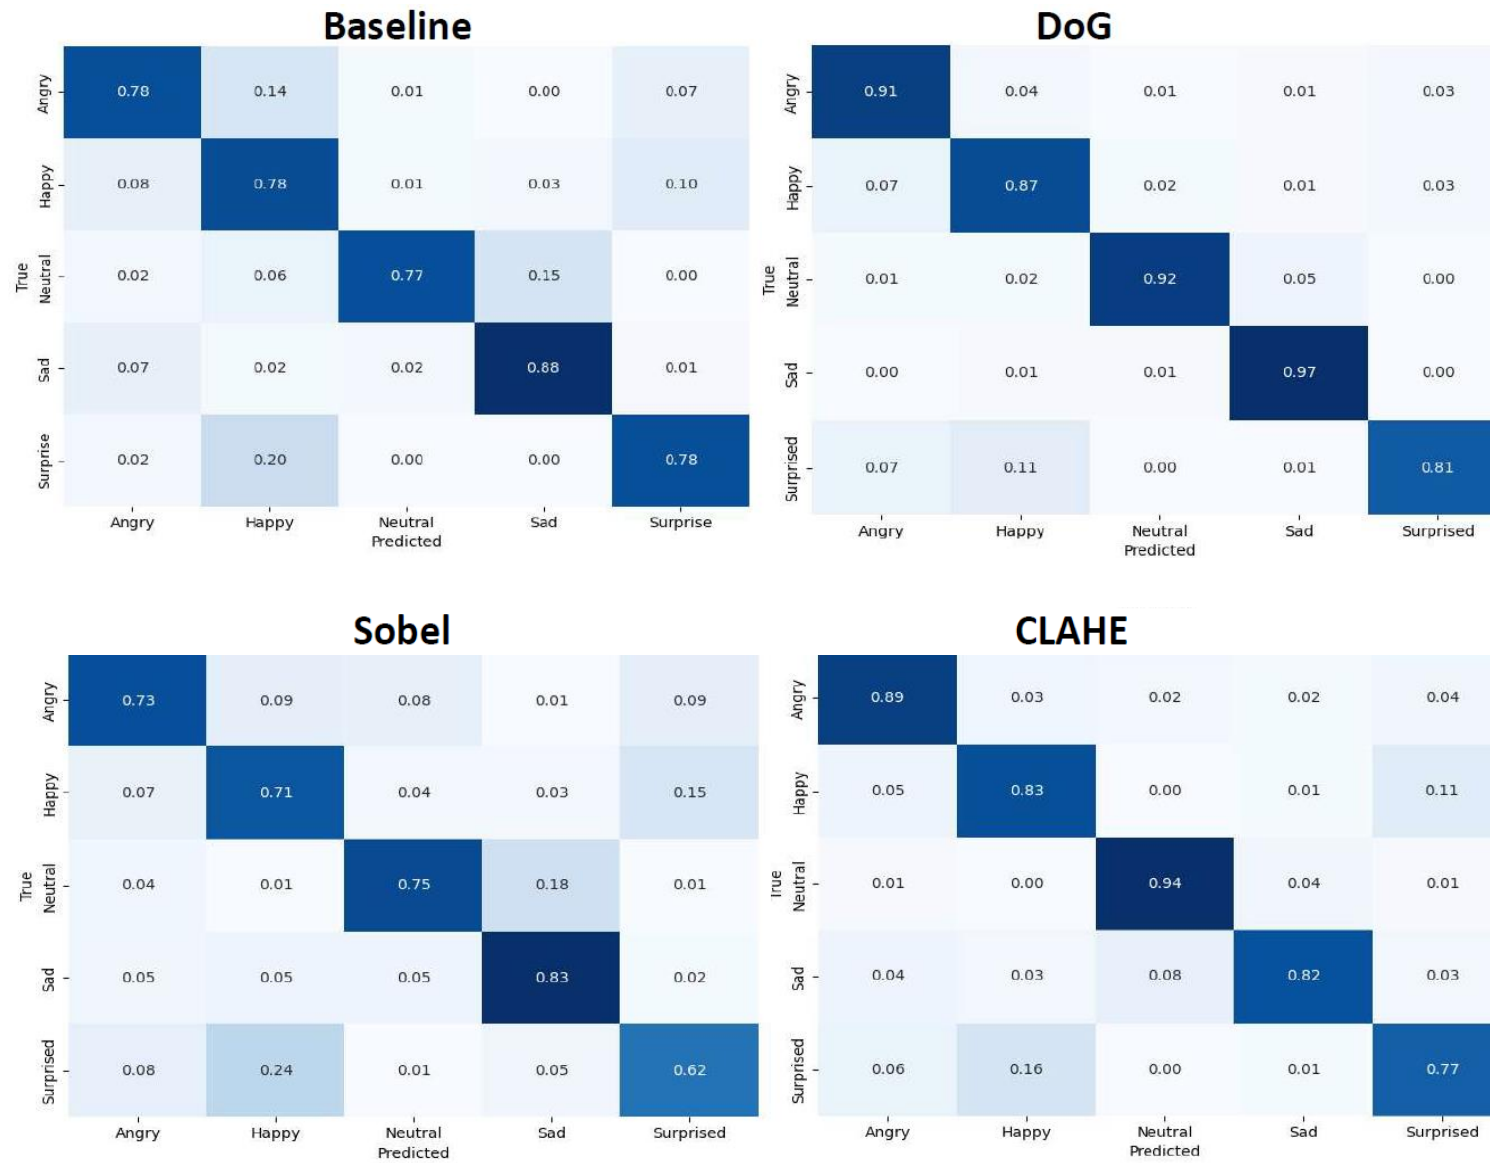 Baseline
Angry 0.78 0.14 0.01 0.00 0.07
Happy 0.08 0.78 0.01 0.03 0.10
True
Neutral 0.02 0.06 0.77 0.15 0.00
Sad 0.07 0.02 0.02 0.88 0.01
Surprise 0.02 0.20 0.00 0.00 0.78
Angry Happy Neutral Sad Surprise
Predicted
DoG
Angry 0.91 0.04 0.01 0.01 0.03
Happy 0.07 0.87 0.02 0.01 0.03
True
Neutral 0.01 0.02 0.92 0.05 0.00
Sad 0.00 0.01 0.01 0.97 0.00
Surprised 0.07 0.11 0.00 0.01 0.81
Angry Happy Neutral Sad Surprised
Predicted
Sobel
Angry 0.73 0.09 0.08 0.01 0.09
Happy 0.07 0.71 0.04 0.03 0.15
True
Neutral 0.04 0.01 0.75 0.18 0.01
Sad 0.05 0.05 0.05 0.83 0.02
Surprised 0.08 0.24 0.01 0.05 0.62
Angry Happy Neutral Sad Surprised
Predicted
CLAHE
Angry 0.89 0.03 0.02 0.02 0.04
Happy 0.05 0.83 0.00 0.01 0.11
True
Neutral 0.01 0.00 0.94 0.04 0.01
Sad 0.04 0.03 0.08 0.82 0.03
Surprised 0.06 0.16 0.00 0.01 0.77
Angry Happy Neutral Sad Surprised
Predicted